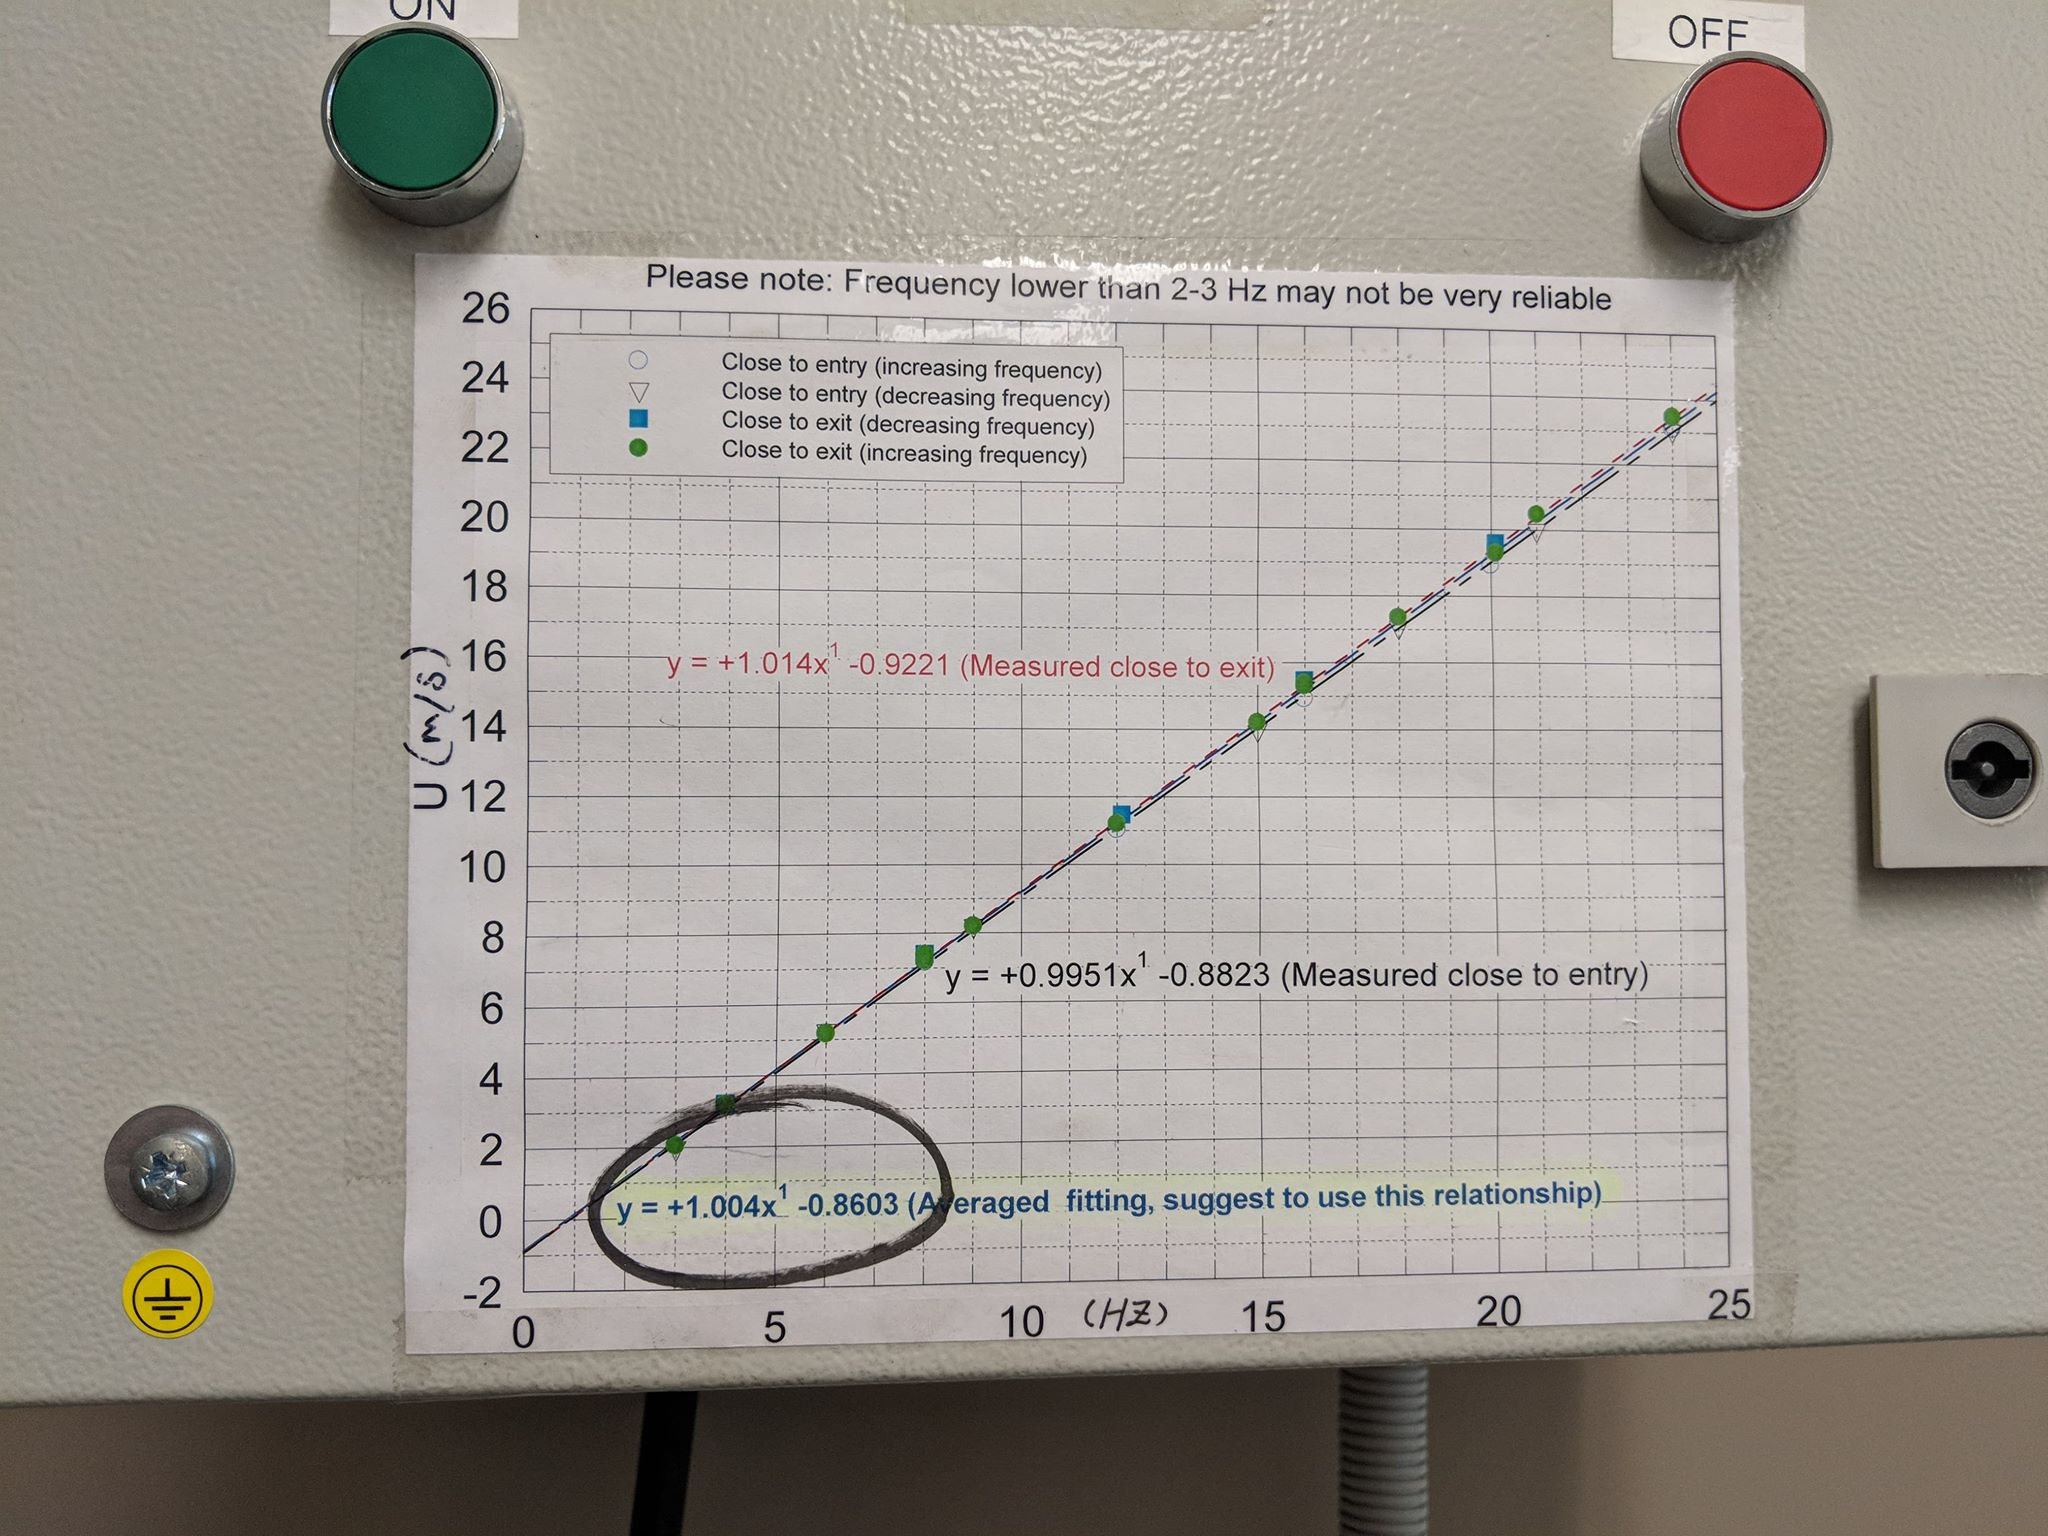 ON
OFF
Please note: Frequency lower than 2-3 Hz may not be very reliable
26
24
22
20
18
16
14
12
10
8
6
4
2
0
-2
U (m/s)
Close to entry (increasing frequency)
Close to entry (decreasing frequency)
Close to exit (decreasing frequency)
Close to exit (increasing frequency)
y = +1.014x¹ -0.9221 (Measured close to exit)
y = +0.9951x¹ -0.8823 (Measured close to entry)
y = +1.004x¹ -0.8603 (Averaged fitting, suggest to use this relationship)
0 5 10 (HZ) 15 20 25